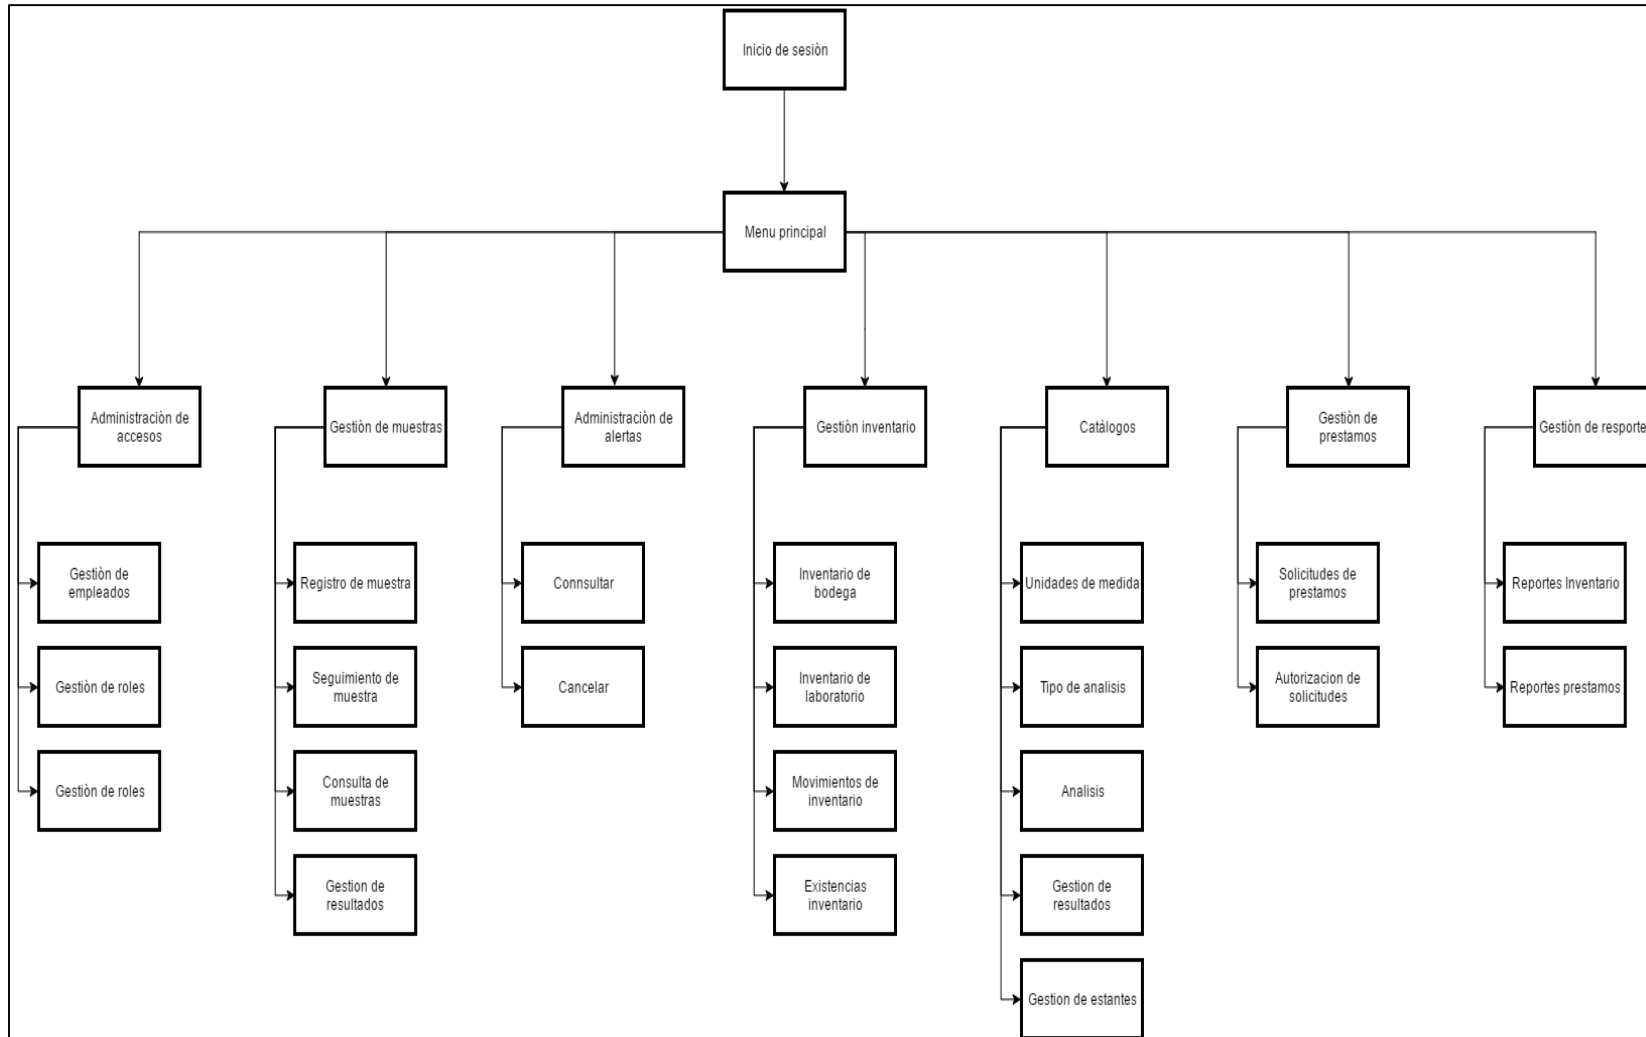 Inicio de sesiòn
Menu principal
Administraciòn de
accesos
Gestiòn de muestras
Administraciòn de
alertas
Gestiòn inventario
Catàlogos
Gestiòn de
prestamos
Gestiòn de resporte
Gestiòn de
empleados
Registro de muestra
Connsultar
Inventario de
bodega
Unidades de medida
Solicitudes de
prestamos
Reportes Inventario
Gestiòn de roles
Seguimiento de
muestra
Cancelar
Inventario de
laboratorio
Tipo de analisis
Autorizacion de
solicitudes
Reportes prestamos
Gestiòn de roles
Consulta de
muestras
Movimientos de
inventario
Analisis
Gestion de
resultados
Existencias
inventario
Gestion de
resultados
Gestion de estantes